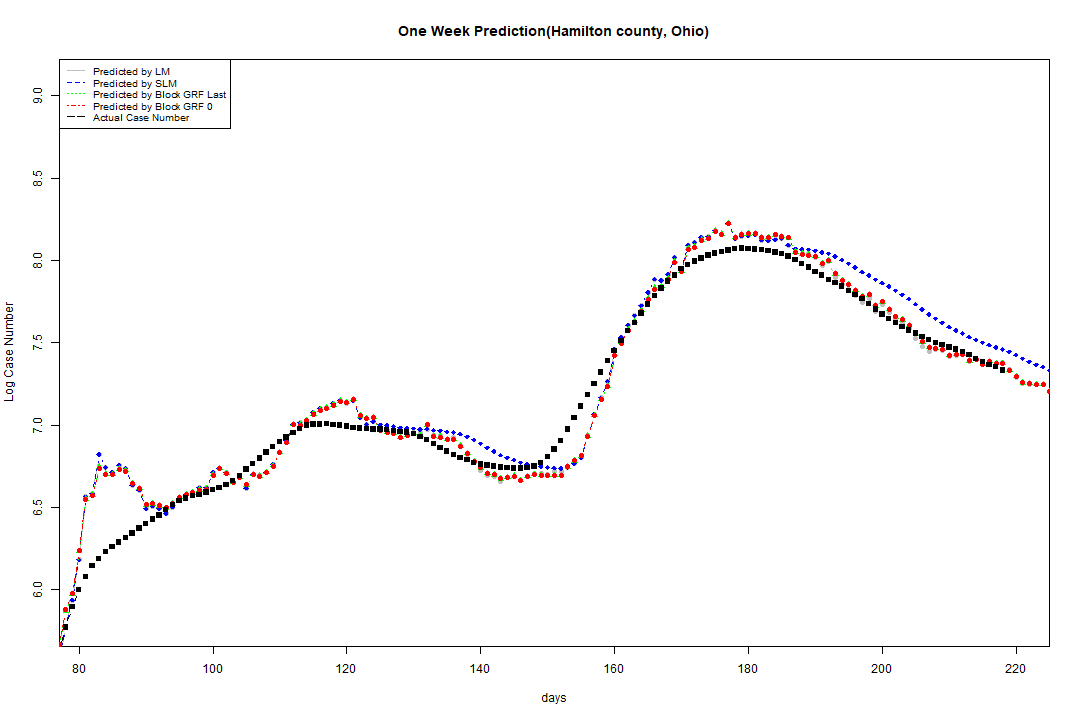 One Week Prediction(Hamilton county, Ohio)
Predicted by LM
Predicted by SLM
Predicted by Block GRF Last
Predicted by Block GRF 0
Actual Case Number
9.0
8.5
8.0
7.5
7.0
6.5
6.0
Log Case Number
80 100 120 140 160 180 200 220
days